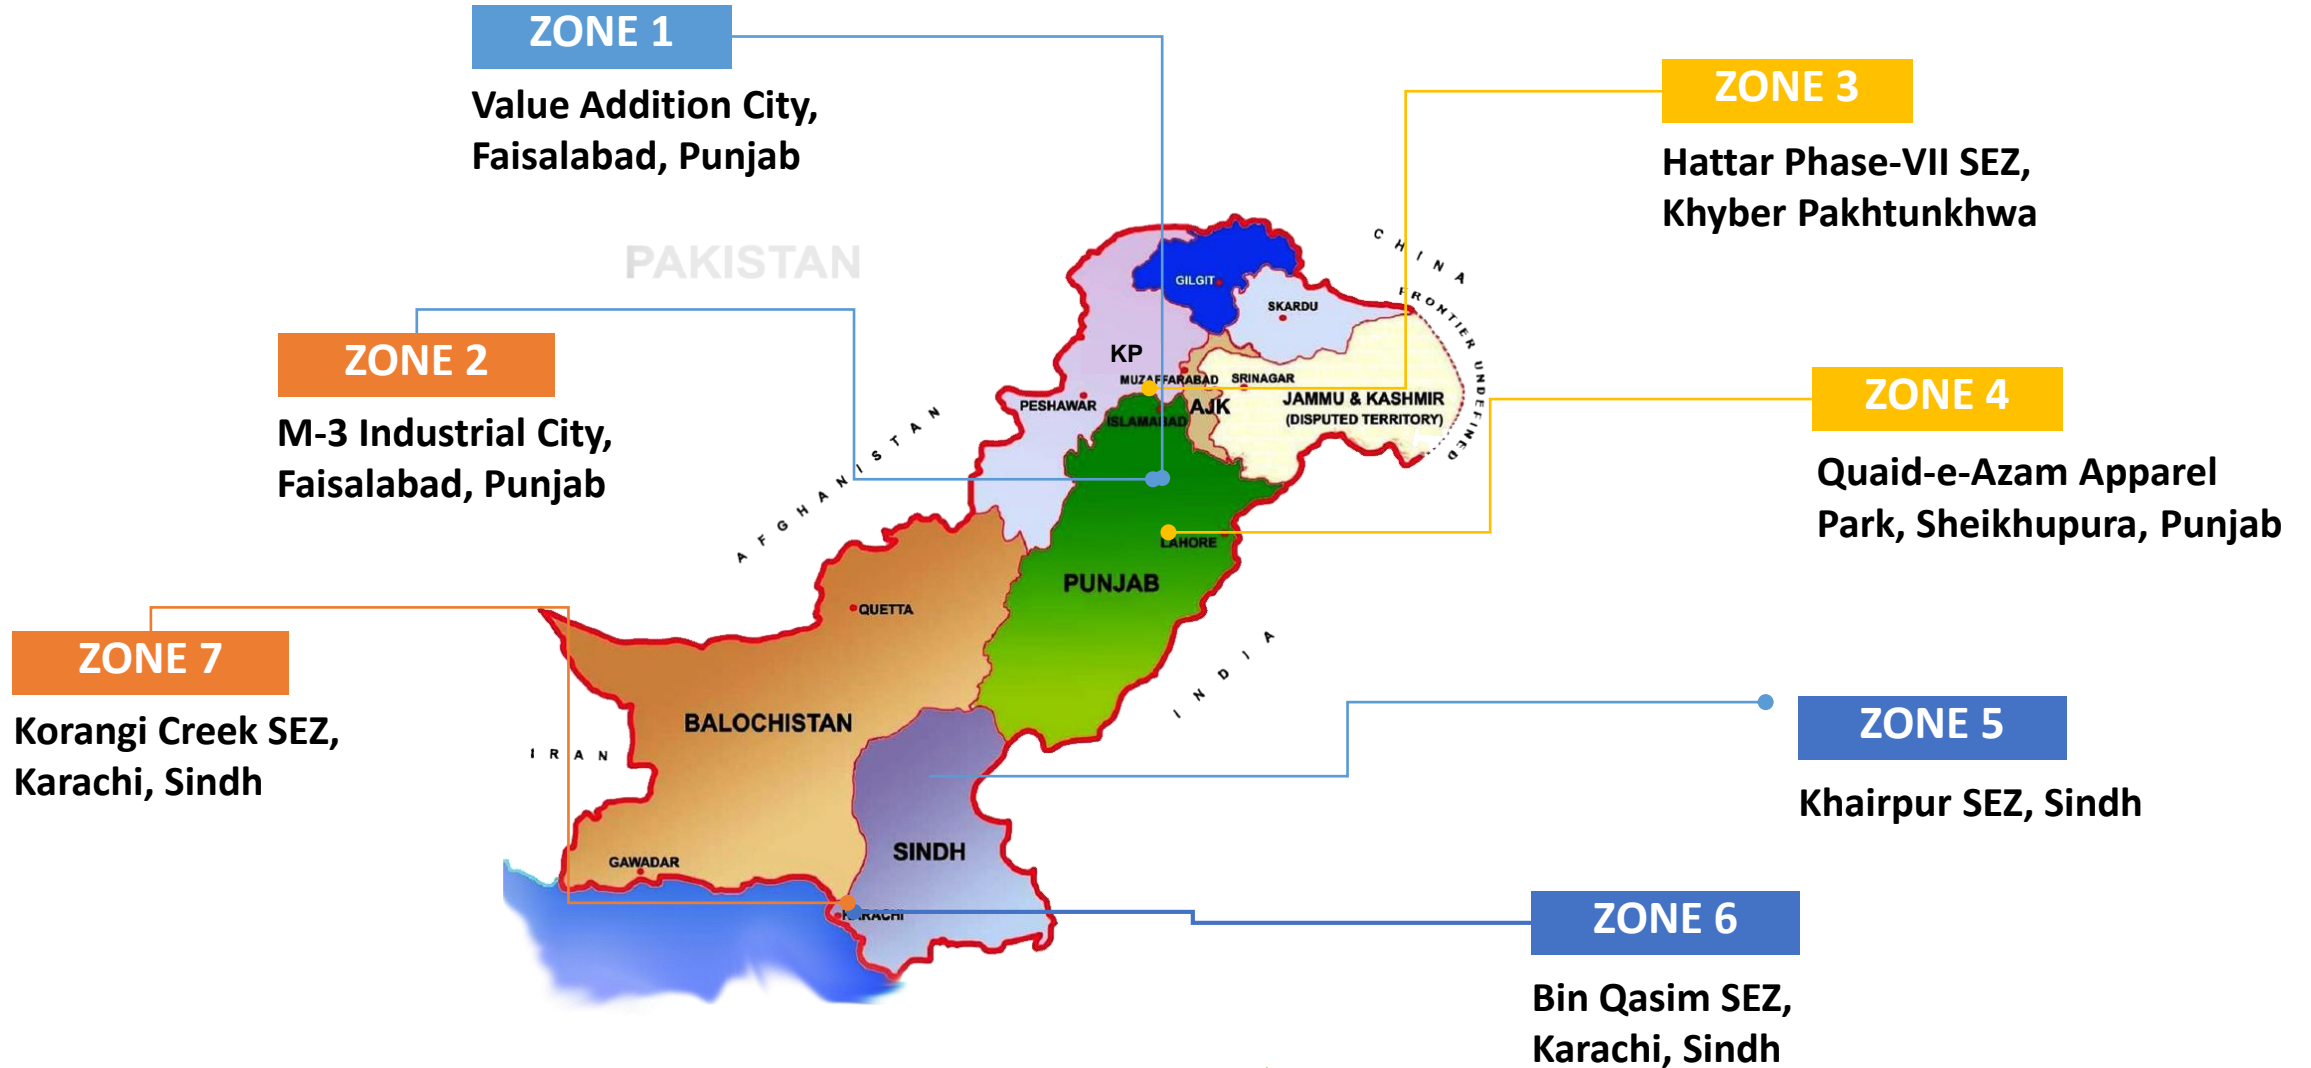 ZONE 1
Value Addition City,
Faisalabad, Punjab
ZONE 3
Hattar Phase-VII SEZ,
Khyber Pakhtunkhwa
PAKISTAN
ZONE 2
M-3 Industrial City,
Faisalabad, Punjab
ZONE 4
Quaid-e-Azam Apparel
Park, Sheikhupura, Punjab
CHINA
FRONTIER UNDEFINED
GILGIT
SKARDU
KP
MUZAFFARABAD
SRINAGAR
PESHAWAR
ISLAMABAD
AJK
JAMMU & KASHMIR
(DISPUTED TERRITORY)
AFGHANISTAN
LAHORE
PUNJAB
QUETTA
INDIA
ZONE 7
Korangi Creek SEZ,
Karachi, Sindh
BALOCHISTAN
IRAN
ZONE 5
Khairpur SEZ, Sindh
SINDH
GAWADAR
KARACHI
ZONE 6
Bin Qasim SEZ,
Karachi, Sindh